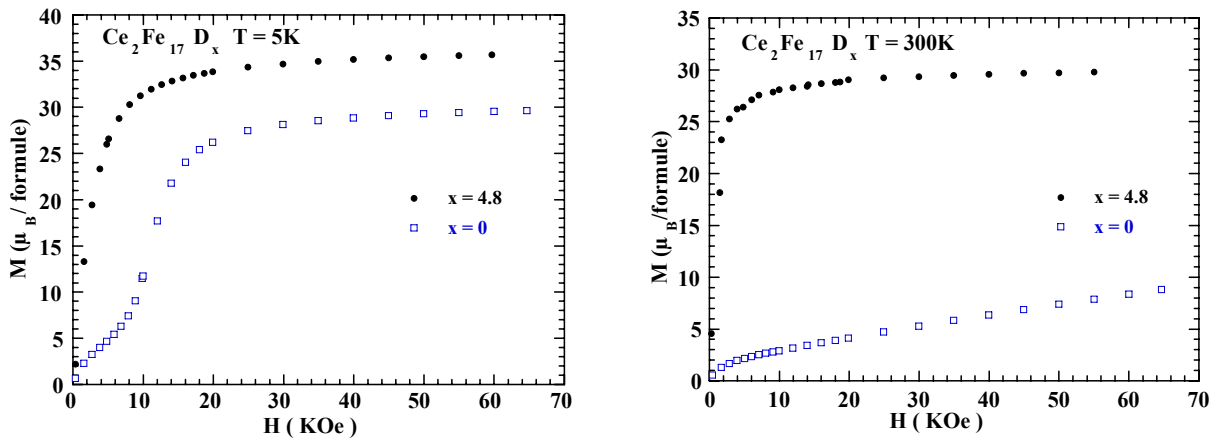 40
35
30
25
20
15
10
5
0
M (μB/ formule)
Ce2Fe17 Dx T = 5K
x = 4.8
x = 0
0 10 20 30 40 50 60 70
H ( KOe)
35
30
25
20
15
10
5
0
M (μB/formule)
Ce2Fe17 Dx T = 300K
x = 4.8
x = 0
0 10 20 30 40 50 60 70
H ( KOe)